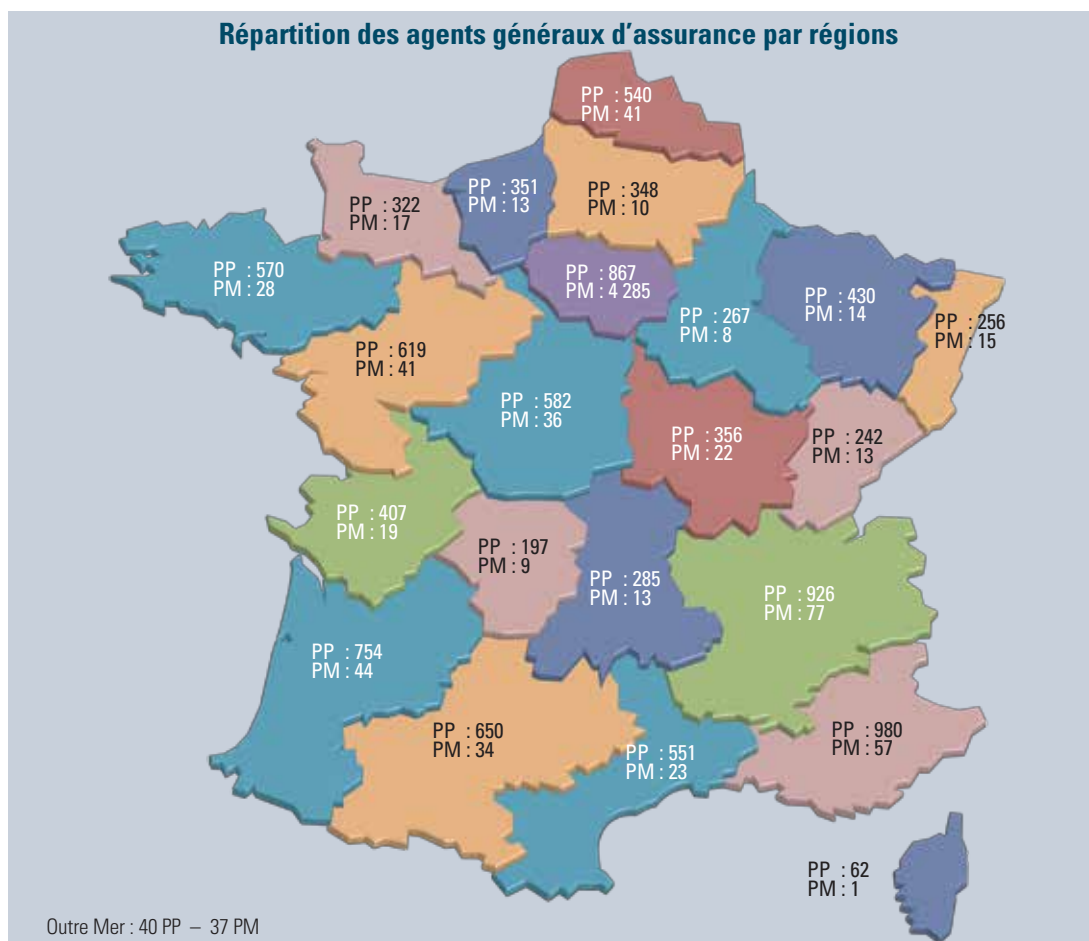 Répartition des agents généraux d'assurance par régions
PP : 540
PM : 41
PP : 351
PM : 13
PP : 348
PM : 10
PP : 322
PM : 17
PP : 570
PM : 28
PP : 867
PM : 4 285
PP : 267
PM : 8
PP : 430
PM : 14
PP : 256
PM : 15
PP : 619
PM : 41
PP : 582
PM : 36
PP : 356
PM : 22
PP : 242
PM : 13
PP : 407
PM : 19
PP : 197
PM : 9
PP : 285
PM : 13
PP : 926
PM : 77
PP : 754
PM : 44
PP : 650
PM : 34
PP : 551
PM : 23
PP : 980
PM : 57
PP : 62
PM : 1
Outre Mer : 40 PP – 37 PM